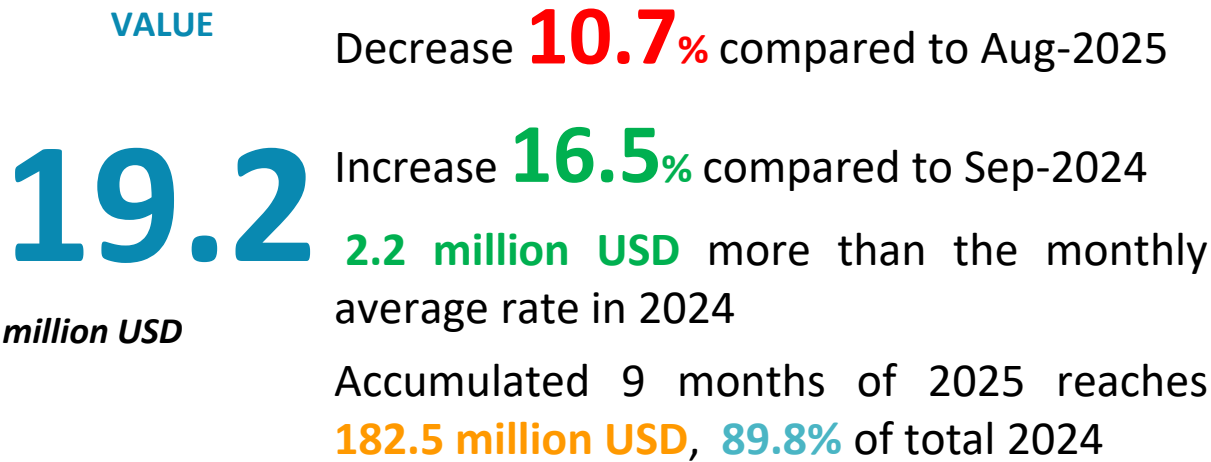 VALUE
19.2
million USD
Decrease 10.7% compared to Aug-2025
Increase 16.5% compared to Sep-2024
2.2 million USD more than the monthly
average rate in 2024
Accumulated 9 months of 2025 reaches
182.5 million USD, 89.8% of total 2024